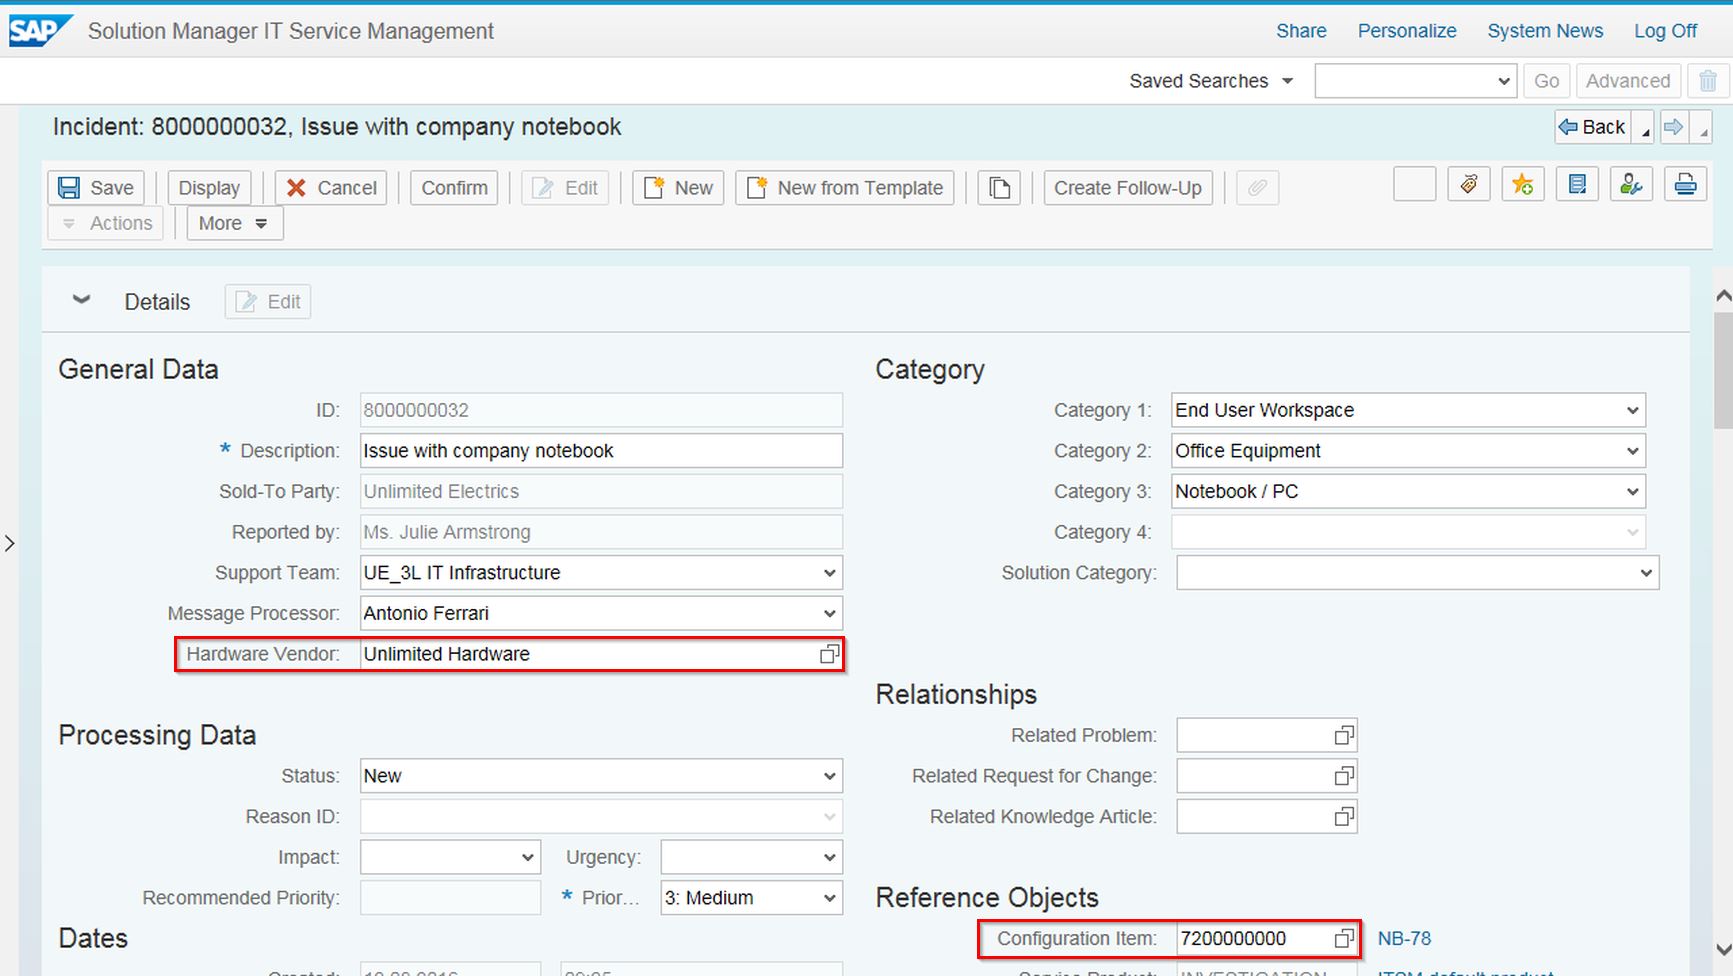 SAP Solution Manager IT Service Management Share Personalize System News Log Off
Saved Searches Go Advanced
Incident: 8000000032, Issue with company notebook Back
Save Display Cancel Confirm Edit New New from Template Create Follow-Up
Actions More
Details Edit
General Data
ID: 8000000032
* Description: Issue with company notebook
Sold-To Party: Unlimited Electrics
Reported by: Ms. Julie Armstrong
Support Team: UE_3L IT Infrastructure
Message Processor: Antonio Ferrari
Hardware Vendor: Unlimited Hardware
Processing Data
Status: New
Reason ID:
Impact: Urgency:
Recommended Priority: * Prior... 3: Medium
Dates
Category
Category 1: End User Workspace
Category 2: Office Equipment
Category 3: Notebook / PC
Category 4:
Solution Category:
Relationships
Related Problem:
Related Request for Change:
Related Knowledge Article:
Reference Objects
Configuration Item: 7200000000 NB-78